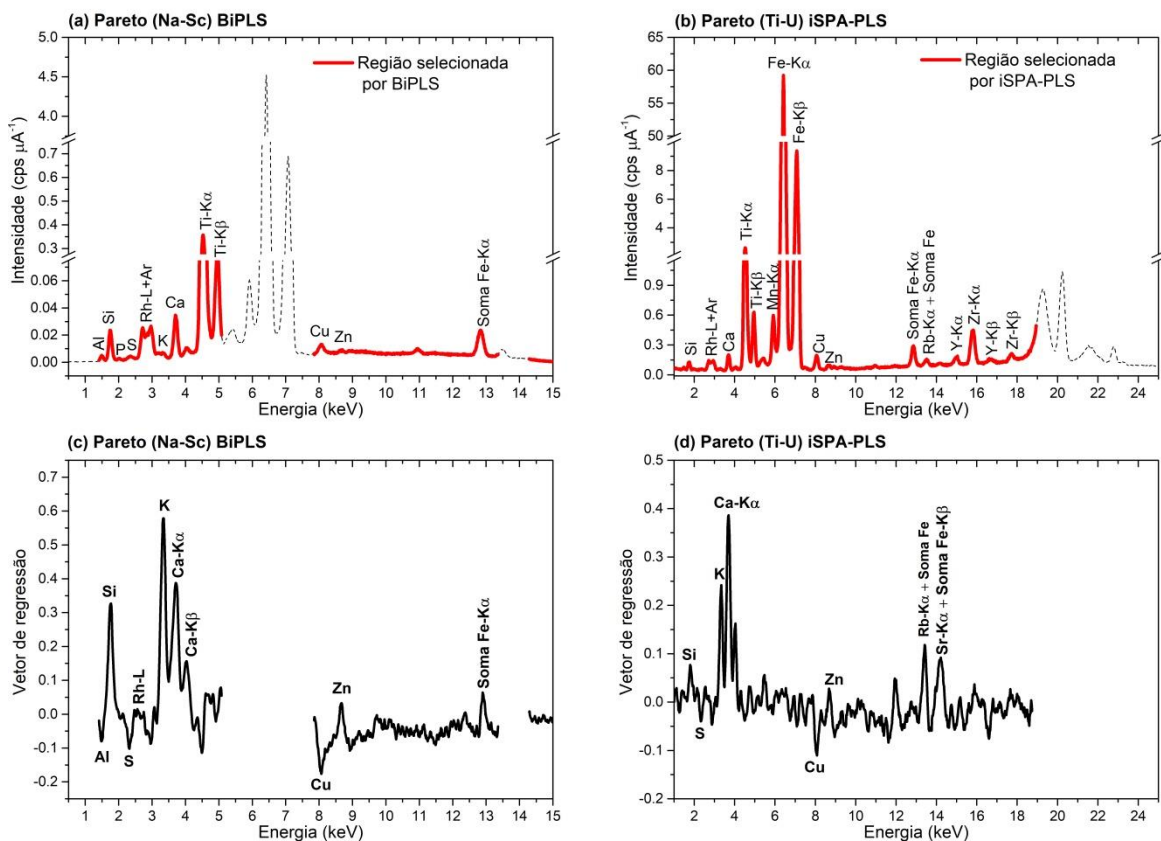 (a) Pareto (Na-Sc) BiPLS
Intensidade (cps µA⁻¹)
5.0
4.5
0.7
0.6
0.5
0.4
0.3
0.06
0.04
0.02
0.00
Região selecionada
por BiPLS
Al
Si
P
S
Rh-L+Ar
K
Ca
Ti-Kα
Ti-Kβ
Cu
Zn
Soma Fe-Kα
1 2 3 4 5 6 7 8 9 10 11 12 13 14 15
Energia (keV)
(b) Pareto (Ti-U) iSPA-PLS
Intensidade (cps µA⁻¹)
65
60
55
50
8
6
4
2
0.9
0.6
0.3
0.0
Região selecionada
por iSPA-PLS
Si
Rh-L+Ar
Ca
Ti-Kα
Ti-Kβ
Mn-Kα
Fe-Kα
Fe-Kβ
Cu
Zn
Soma Fe-Kα
Rb-Kα + Soma Fe
Y-Kα
Zr-Kα
Y-Kβ
Zr-Kβ
2 4 6 8 10 12 14 16 18 20 22 24
Energia (keV)
(c) Pareto (Na-Sc) BiPLS
Vetor de regressão
0.7
0.6
0.5
0.4
0.3
0.2
0.1
0.0
-0.1
-0.2
Al
Si
S
Rh-L
K
Ca-Kα
Ca-Kβ
Cu
Zn
Soma Fe-Kα
1 2 3 4 5 6 7 8 9 10 11 12 13 14 15
Energia (keV)
(d) Pareto (Ti-U) iSPA-PLS
Vetor de regressão
0.5
0.4
0.3
0.2
0.1
0.0
-0.1
-0.2
Si
S
K
Ca-Kα
Cu
Zn
Rb-Kα + Soma Fe
Sr-Kα + Soma Fe-Kβ
2 4 6 8 10 12 14 16 18 20 22 24
Energia (keV)